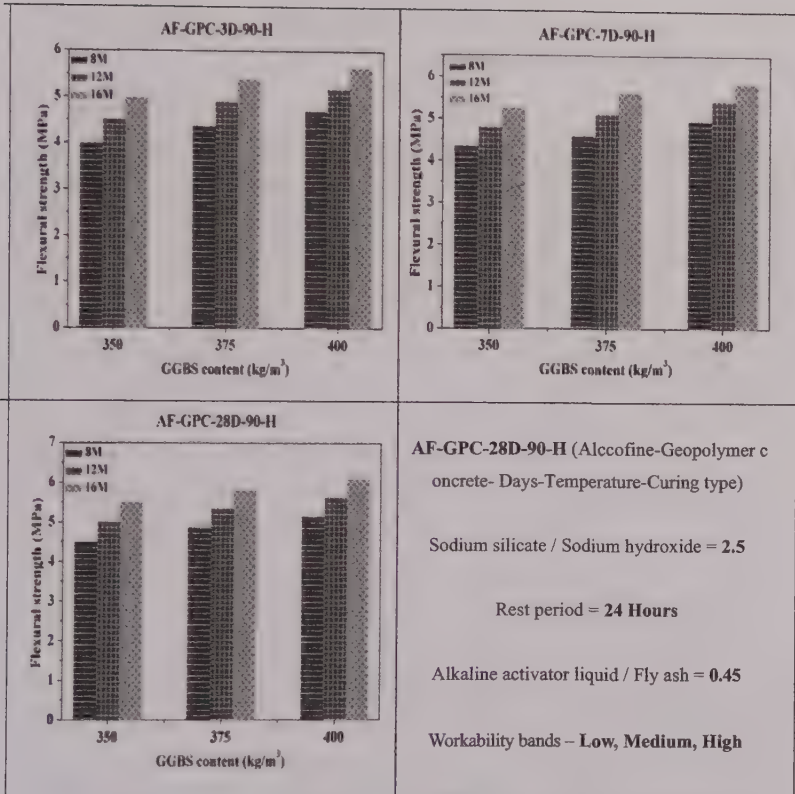 AF-GPC-3D-90-H
Flexural strength (MPa)
6
5
4
3
2
1
0
8M
12M
16M
350
375
400
GGBS content (kg/m³)
AF-GPC-7D-90-H
Flexural strength (MPa)
6
5
4
3
2
1
0
8M
12M
16M
350
375
400
GGBS content (kg/m³)
AF-GPC-28D-90-H
Flexural strength (MPa)
7
6
5
4
3
2
1
0
8M
12M
16M
350
375
400
GGBS content (kg/m³)
AF-GPC-28D-90-H (Alccofine-Geopolymer c
oncrete- Days-Temperature-Curing type)
Sodium silicate / Sodium hydroxide = 2.5
Rest period = 24 Hours
Alkaline activator liquid / Fly ash = 0.45
Workability bands – Low, Medium, High